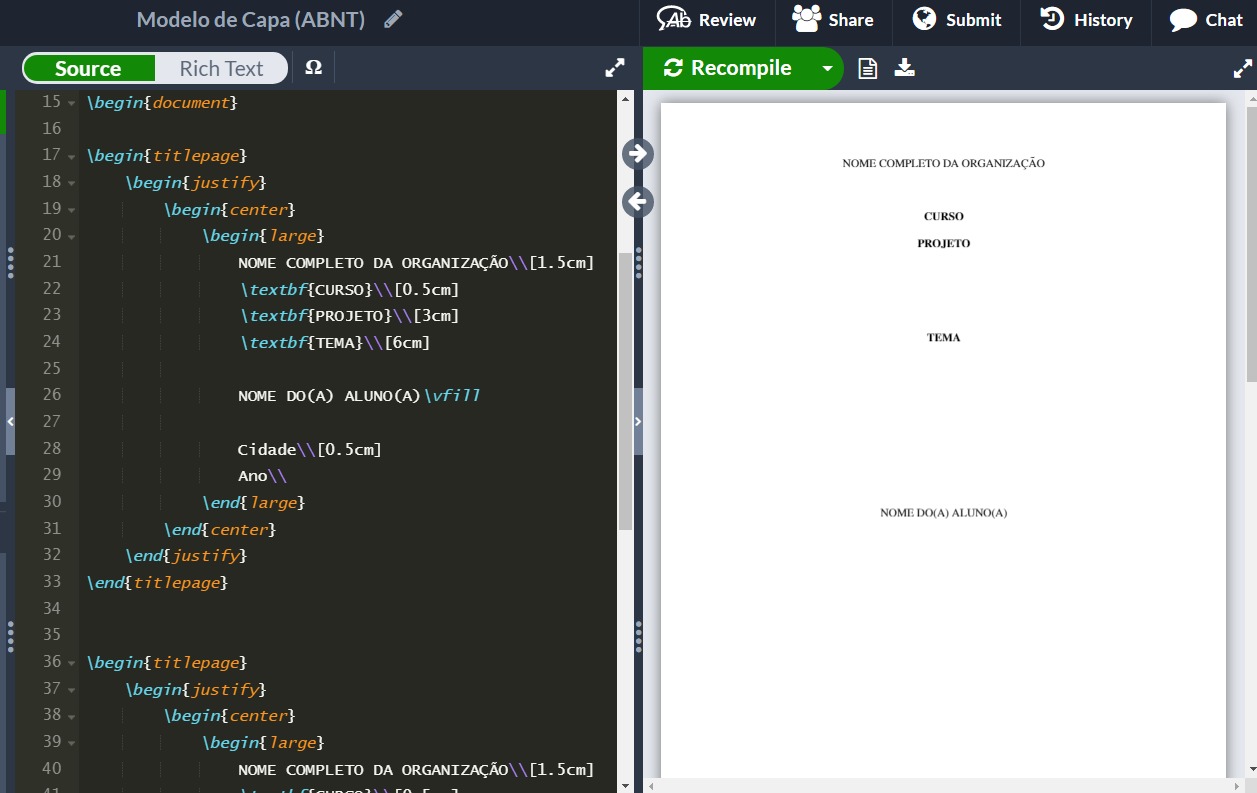 Modelo de Capa (ABNT)
Review
Share
Submit
History
Chat
Source
Rich Text
Ω
Recompile
15 \begin{document}
16
17 \begin{titlepage}
18 \begin{justify}
19 \begin{center}
20 \begin{large}
21 NOME COMPLETO DA ORGANIZAÇÃO\\[1.5cm]
22 \textbf{CURSO}\\[0.5cm]
23 \textbf{PROJETO}\\[3cm]
24 \textbf{TEMA}\\[6cm]
25
26 NOME DO(A) ALUNO(A)\vfill
27
28 Cidade\\[0.5cm]
29 Ano\\
30 \end{large}
31 \end{center}
32 \end{justify}
33 \end{titlepage}
34
35
36 \begin{titlepage}
37 \begin{justify}
38 \begin{center}
39 \begin{large}
40 NOME COMPLETO DA ORGANIZAÇÃO\\[1.5cm]
41 \textbf{CURSO}\\[0.5cm]
NOME COMPLETO DA ORGANIZAÇÃO
CURSO
PROJETO
TEMA
NOME DO(A) ALUNO(A)